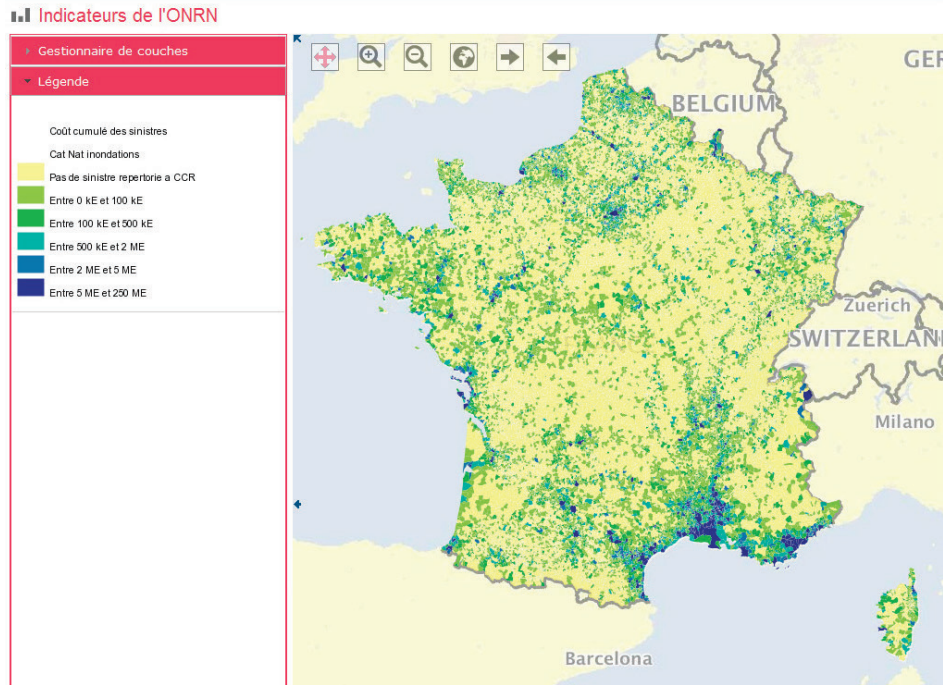 Indicateurs de l'ONRN
Gestionnaire de couches
Légende
Coût cumulé des sinistres
Cat Nat inondations
Pas de sinistre repertorie a CCR
Entre 0 kE et 100 kE
Entre 100 kE et 500 kE
Entre 500 kE et 2 ME
Entre 2 ME et 5 ME
Entre 5 ME et 250 ME
GER
BELGIUM
Zuerich
SWITZERLAN
Milano
Barcelona